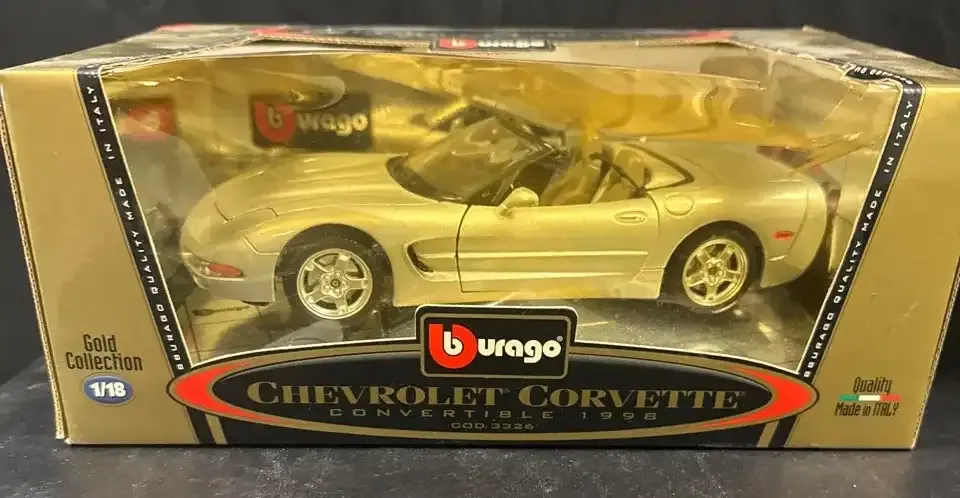 burago
burago
BBURAGO QUALITY MADE IN ITALY
BBURAGO QUALITY MADE IN ITALY
Gold
Collection
1/18
burago
CHEVROLET CORVETTE
CONVERTIBLE 1998
COD.3326
Quality
Made in ITALY